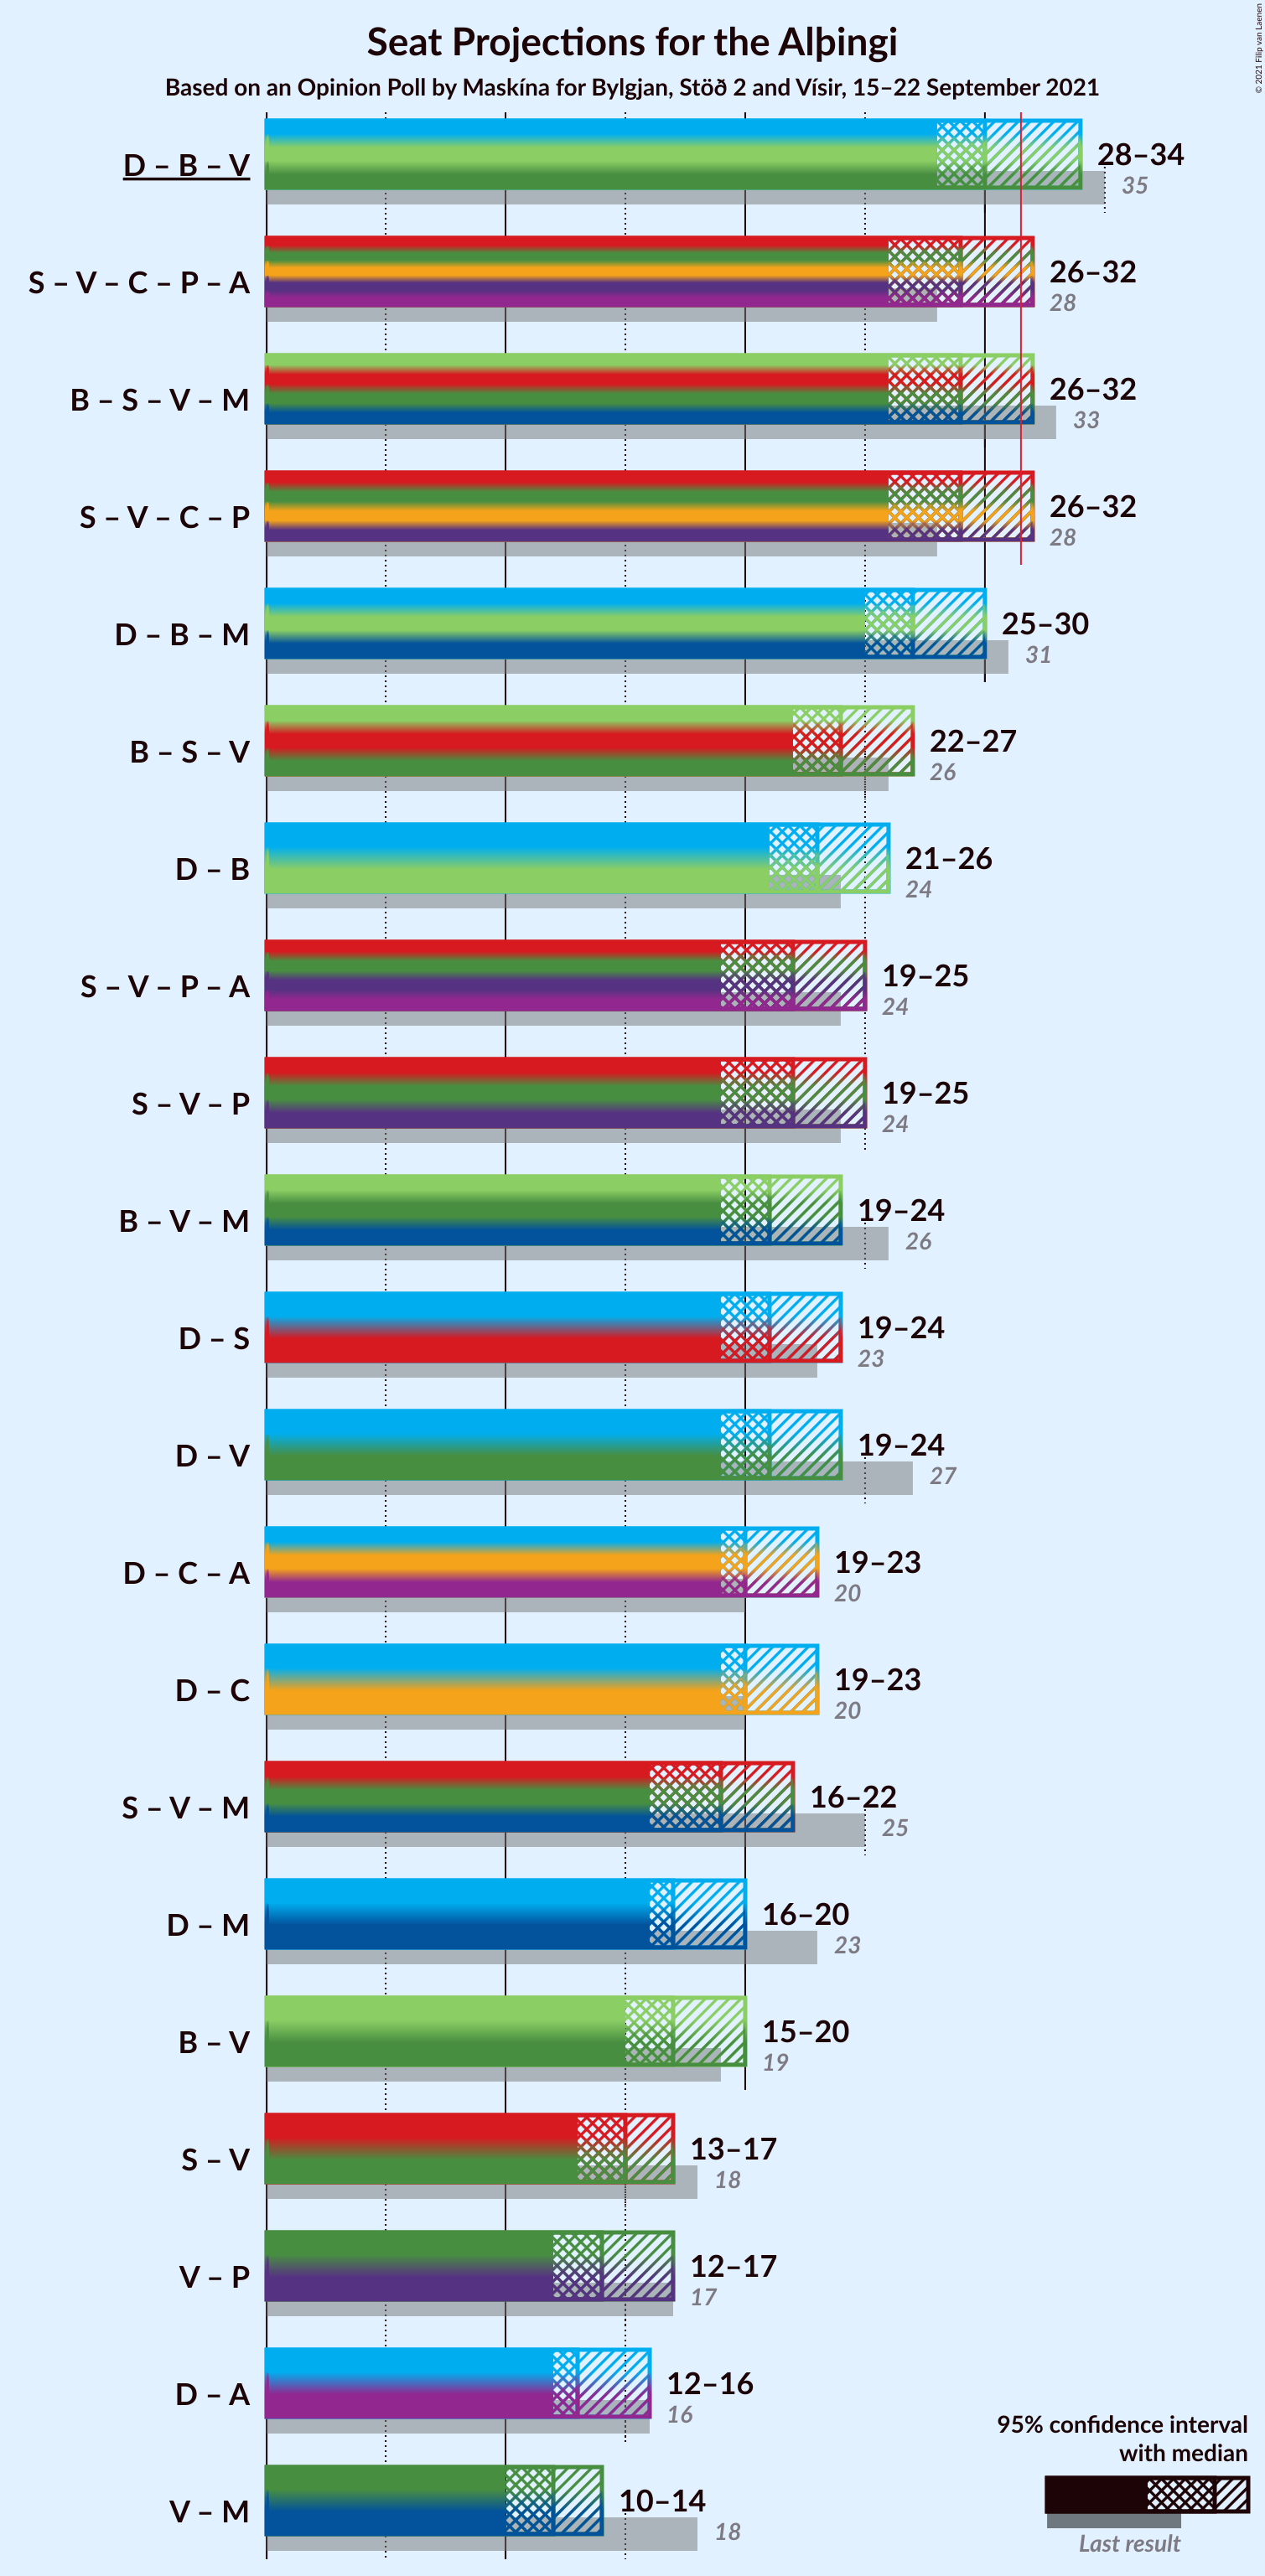 Seat Projections for the Alþingi
Based on an Opinion Poll by Maskína for Bylgjan, Stöð 2 and Vísir, 15–22 September 2021
© 2021 Filip van Laenen
D – B – V
28–34
35
S – V – C – P – A
26–32
28
B – S – V – M
26–32
33
S – V – C – P
26–32
28
D – B – M
25–30
31
B – S – V
22–27
26
D – B
21–26
24
S – V – P – A
19–25
24
S – V – P
19–25
24
B – V – M
19–24
26
D – S
19–24
23
D – V
19–24
27
D – C – A
19–23
20
D – C
19–23
20
S – V – M
16–22
25
D – M
16–20
23
B – V
15–20
19
S – V
13–17
18
V – P
12–17
17
D – A
12–16
16
V – M
10–14
18
95% confidence interval
with median
Last result